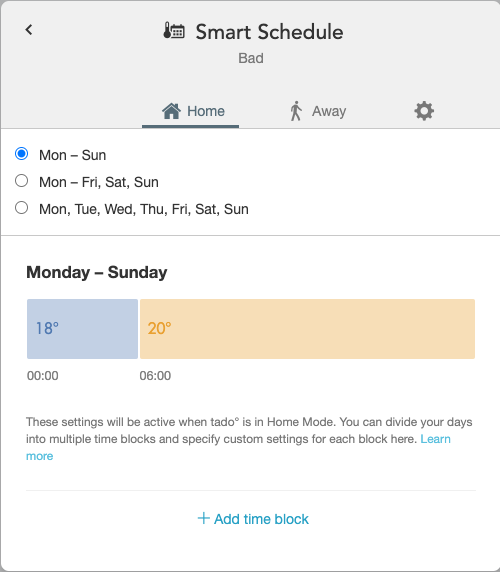 Smart Schedule
Bad
Home
Away
Mon – Sun
Mon – Fri, Sat, Sun
Mon, Tue, Wed, Thu, Fri, Sat, Sun
Monday – Sunday
18°
20°
00:00
06:00
These settings will be active when tado° is in Home Mode. You can divide your days
into multiple time blocks and specify custom settings for each block here. Learn
more
+ Add time block